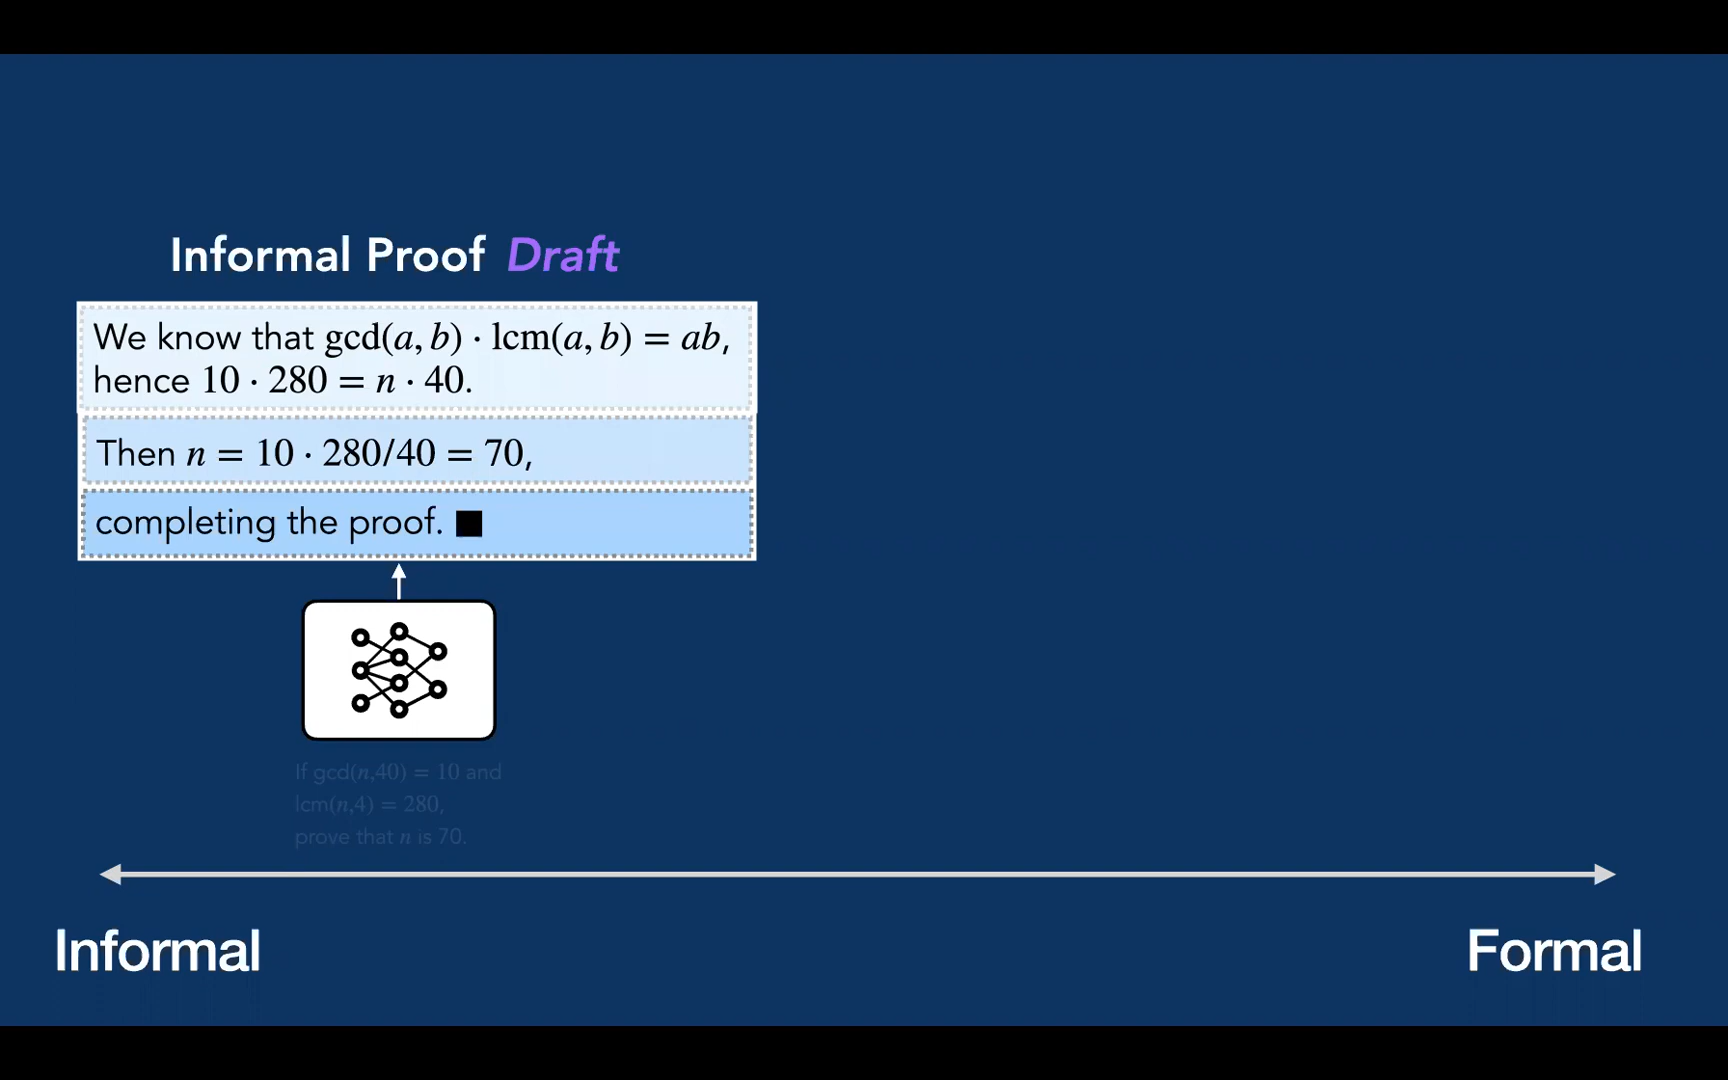 Informal Proof Draft
We know that gcd(a, b) · lcm(a, b) = ab,
hence 10 · 280 = n · 40.
Then n = 10 · 280/40 = 70,
completing the proof. ■
If gcd(n,40) = 10 and
lcm(n,4) = 280,
prove that n is 70.
Informal
Formal